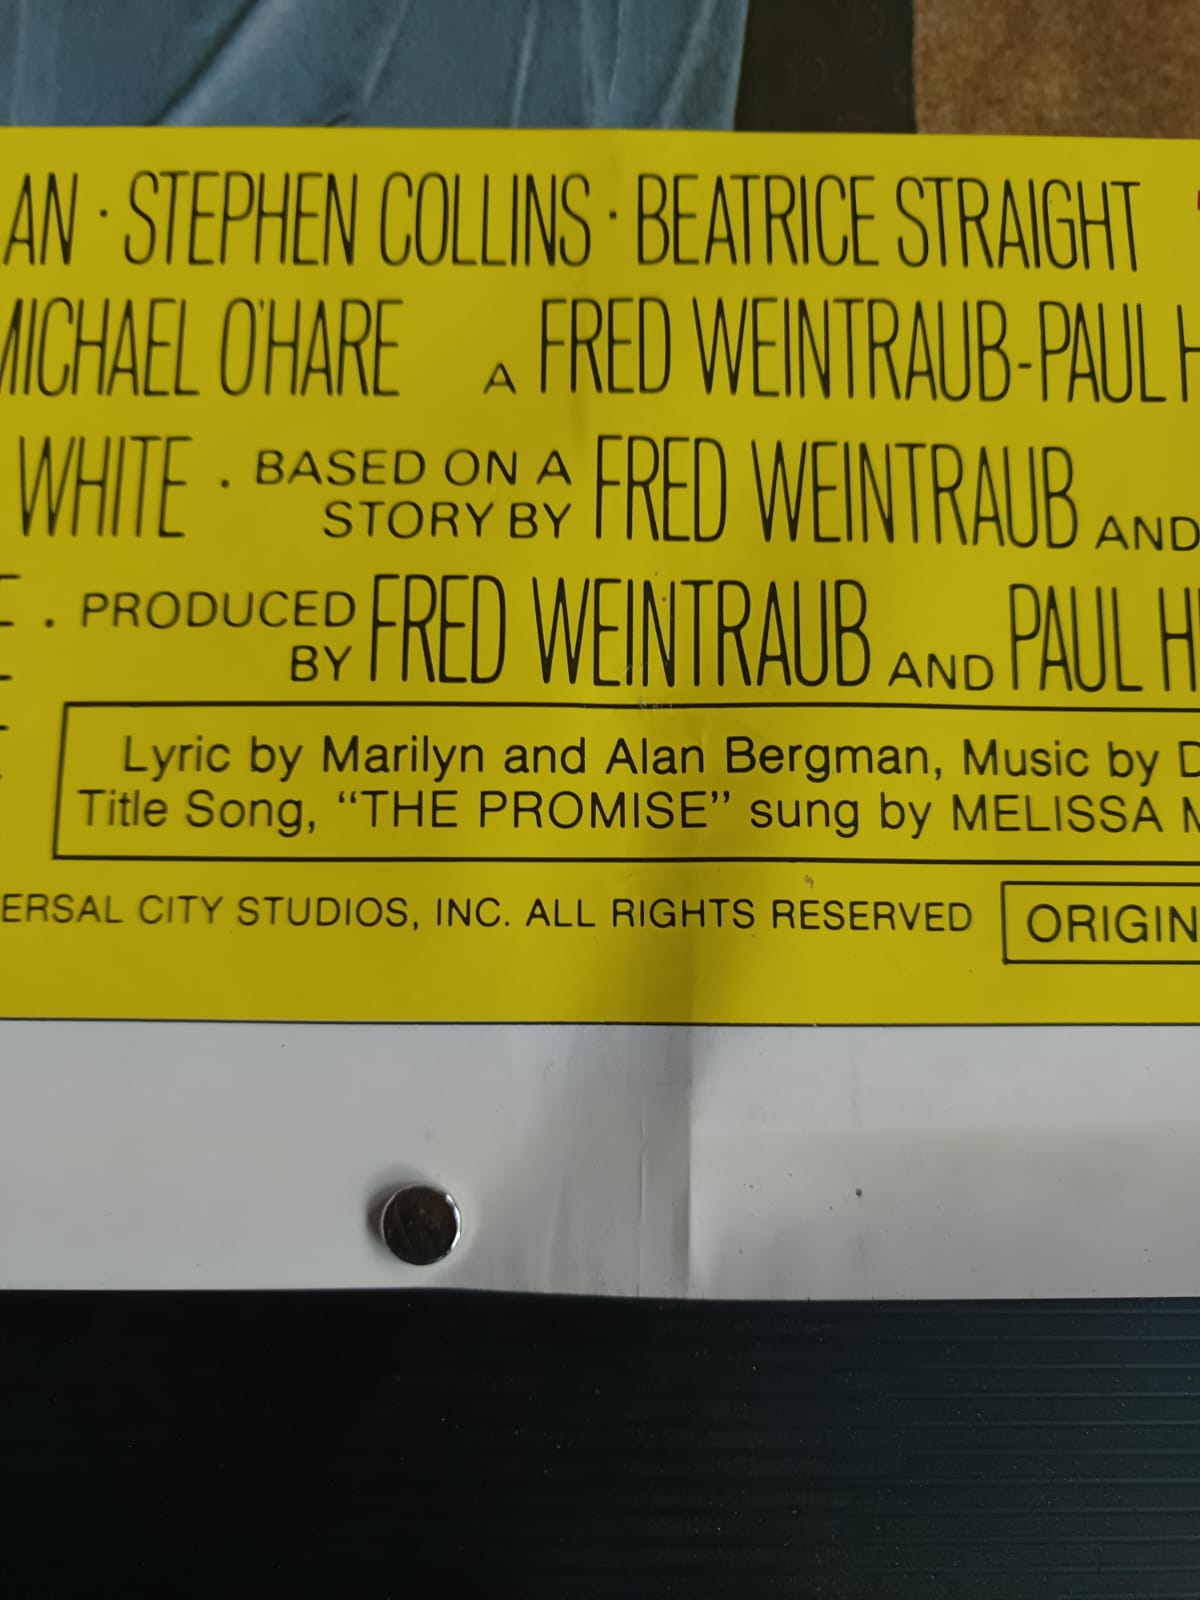 AN · STEPHEN COLLINS · BEATRICE STRAIGHT
MICHAEL O'HARE A FRED WEINTRAUB-PAUL H
WHITE . BASED ON A STORY BY FRED WEINTRAUB AND
. PRODUCED BY FRED WEINTRAUB AND PAUL H
Lyric by Marilyn and Alan Bergman, Music by D
Title Song, “THE PROMISE” sung by MELISSA M
ERSAL CITY STUDIOS, INC. ALL RIGHTS RESERVED
ORIGIN